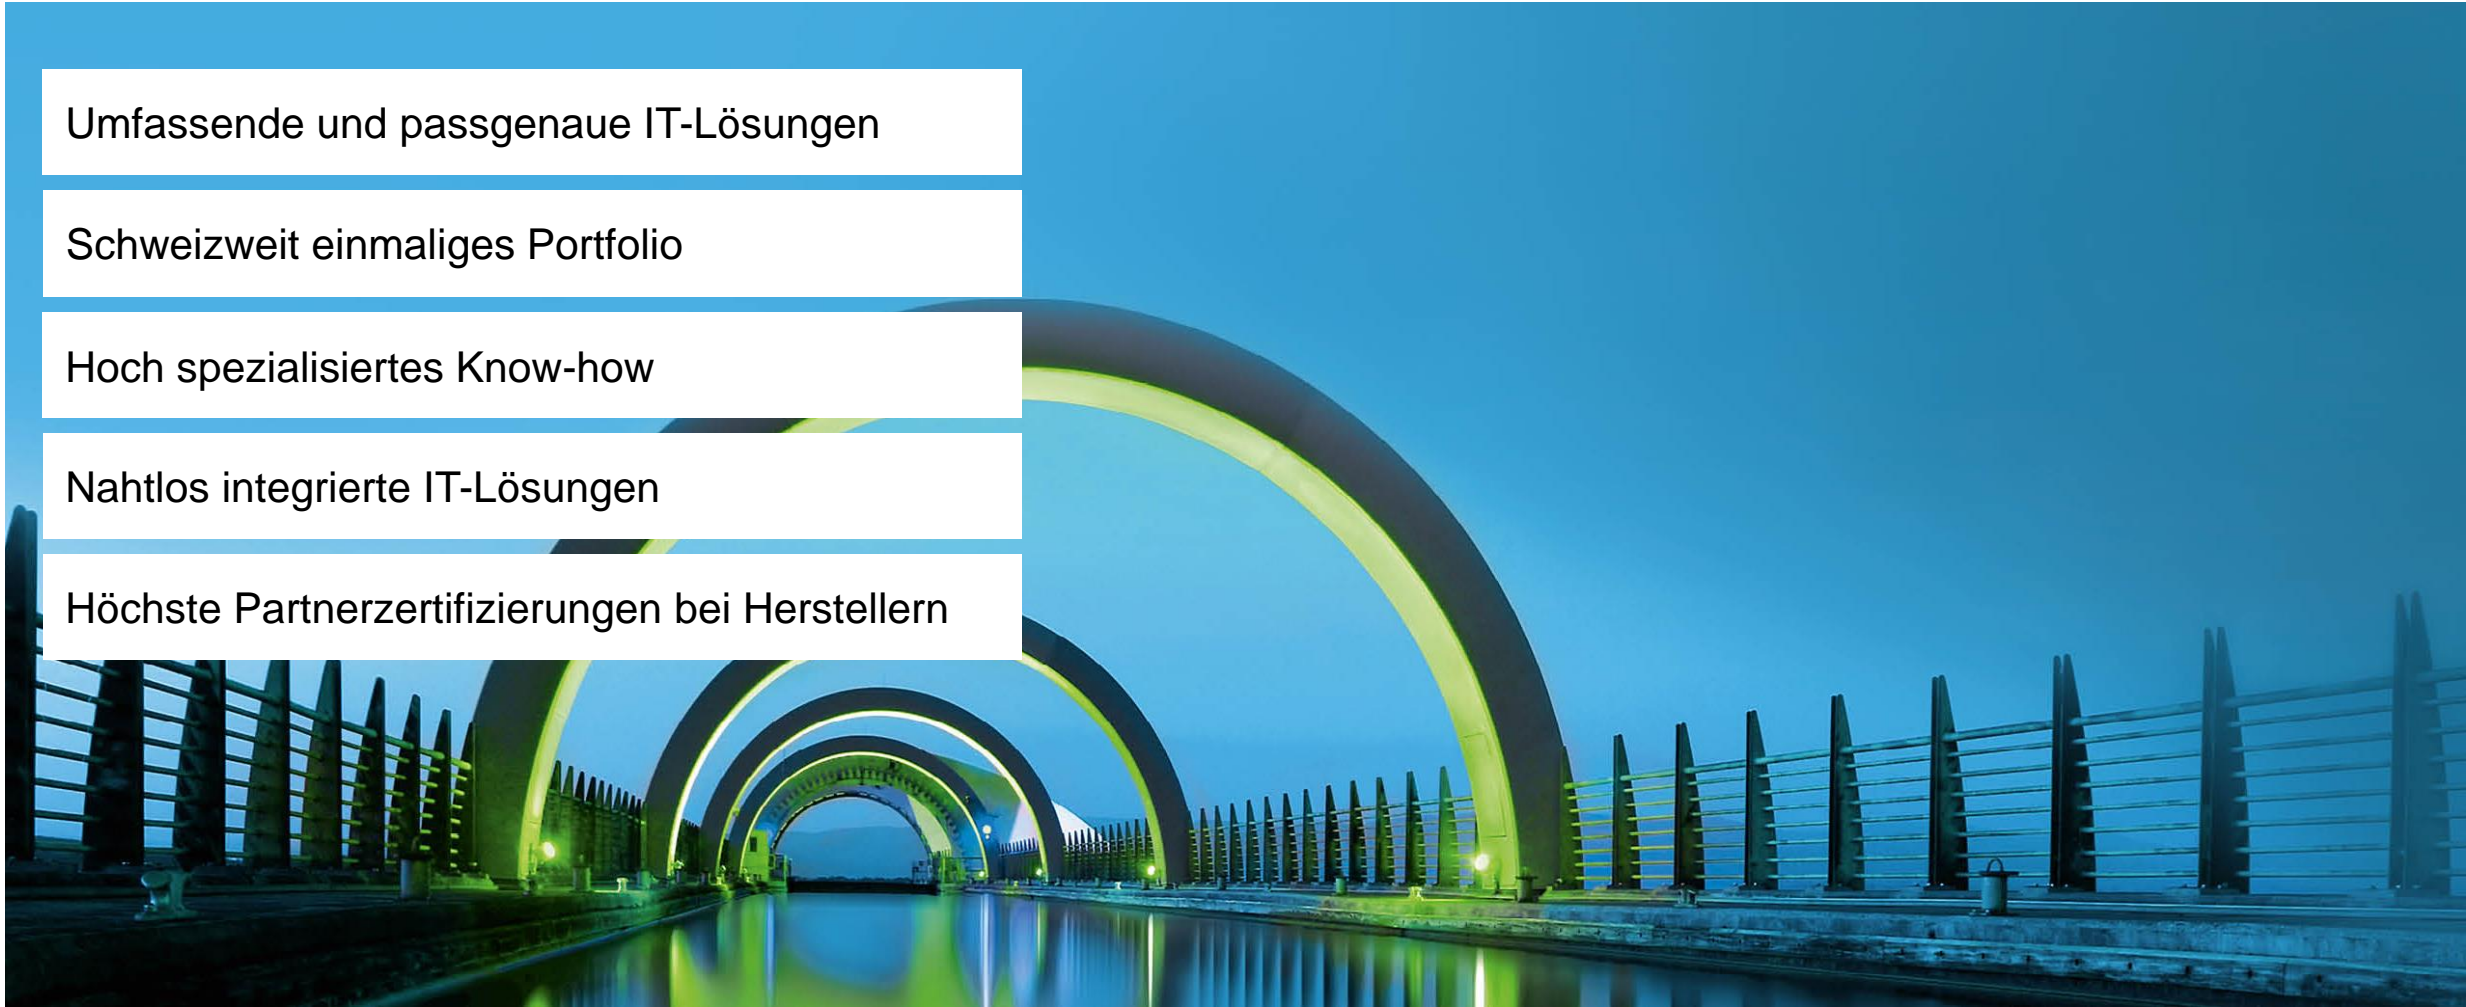 Umfassende und passgenaue IT-Lösungen
Schweizweit einmaliges Portfolio
Hoch spezialisiertes Know-how
Nahtlos integrierte IT-Lösungen
Höchste Partnerzertifizierungen bei Herstellern